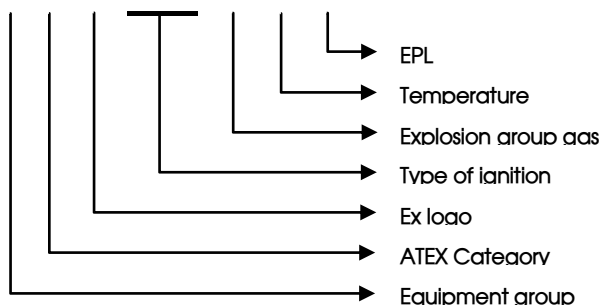 EPL
Temperature
Explosion group gas
Type of ignition
Ex logo
ATEX Category
Equipment group